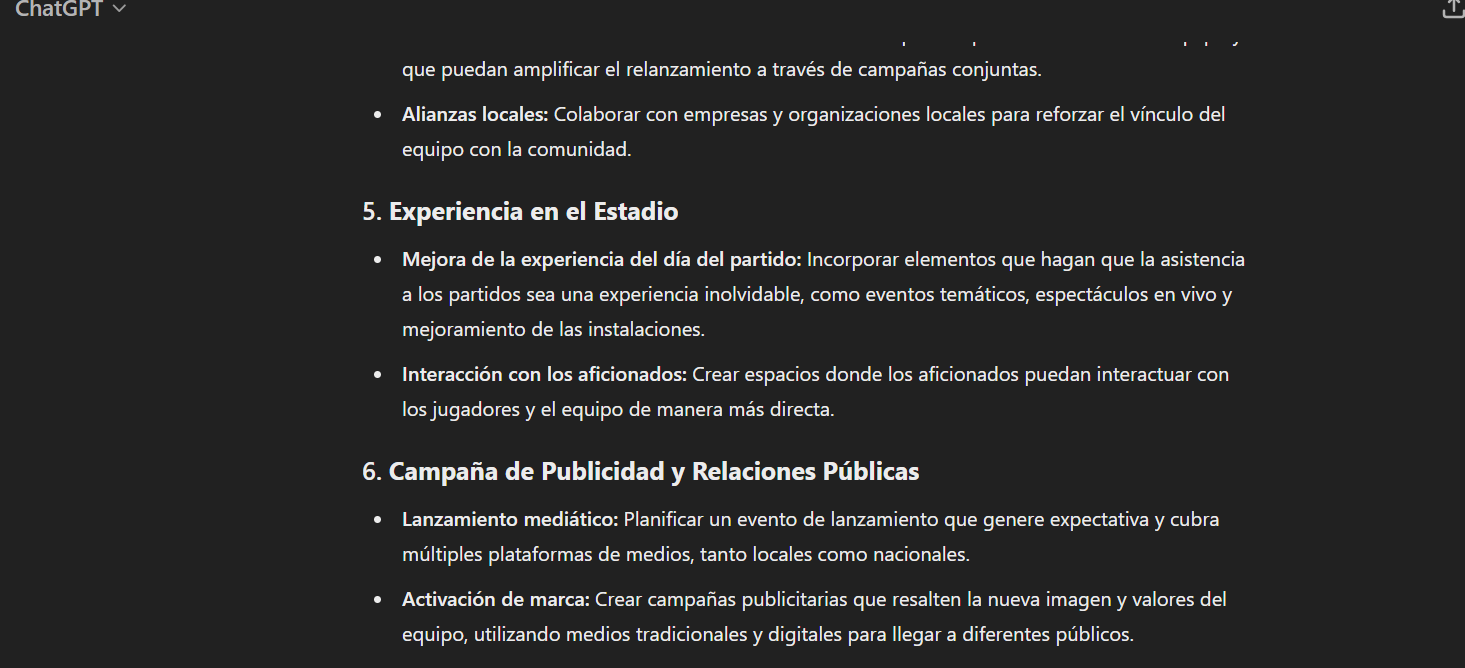 ChatGPT
que puedan amplificar el relanzamiento a través de campañas conjuntas.
• Alianzas locales: Colaborar con empresas y organizaciones locales para reforzar el vínculo del
equipo con la comunidad.
5. Experiencia en el Estadio
• Mejora de la experiencia del día del partido: Incorporar elementos que hagan que la asistencia
a los partidos sea una experiencia inolvidable, como eventos temáticos, espectáculos en vivo y
mejoramiento de las instalaciones.
• Interacción con los aficionados: Crear espacios donde los aficionados puedan interactuar con
los jugadores y el equipo de manera más directa.
6. Campaña de Publicidad y Relaciones Públicas
• Lanzamiento mediático: Planificar un evento de lanzamiento que genere expectativa y cubra
múltiples plataformas de medios, tanto locales como nacionales.
• Activación de marca: Crear campañas publicitarias que resalten la nueva imagen y valores del
equipo, utilizando medios tradicionales y digitales para llegar a diferentes públicos.